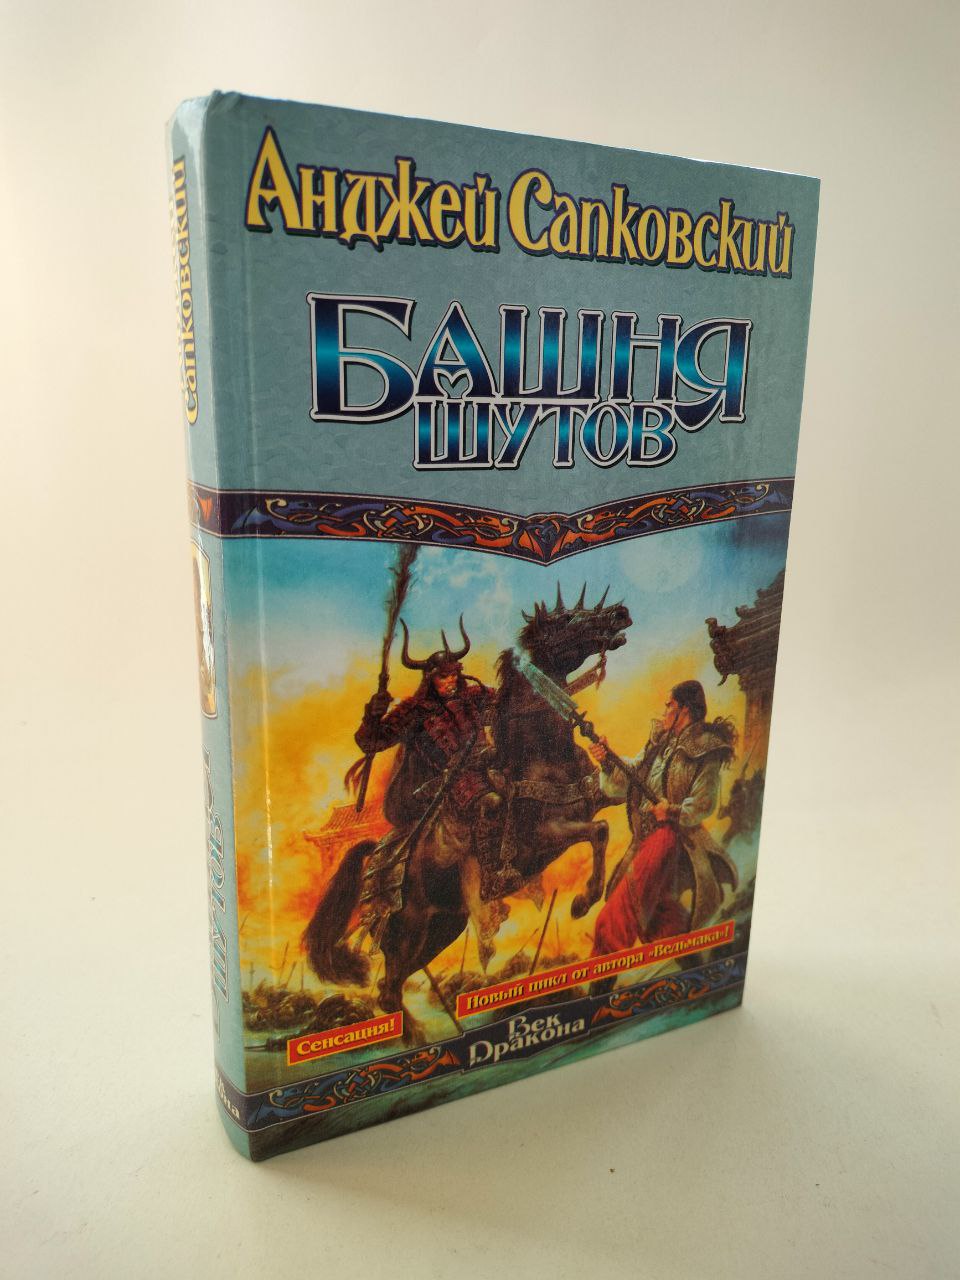 Анджей Сапковский
Башня
шутов
Сенсация!
Новый цикл от автора «Ведьмака»!
Век
Дракона
Сапковский